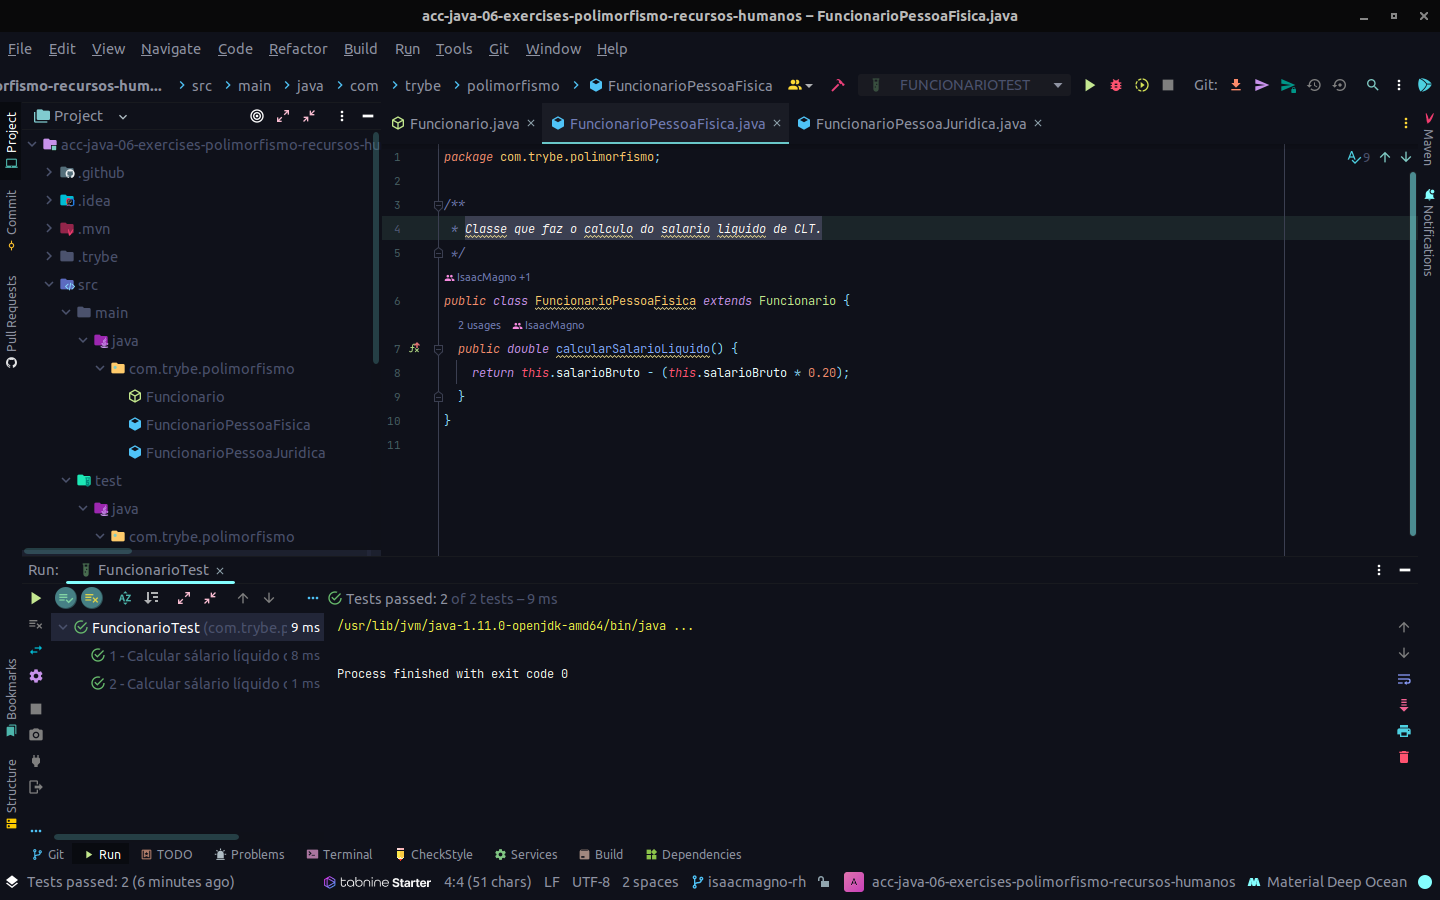 acc-java-06-exercises-polimorfismo-recursos-humanos – FuncionarioPessoaFisica.java
File Edit View Navigate Code Refactor Build Run Tools Git Window Help
orfismo-recursos-hum... src main java com trybe polimorfismo FuncionarioPessoaFisica FUNCIONARIOTEST Git:
Project
Funcionario.java FuncionarioPessoaFisica.java FuncionarioPessoaJuridica.java
Project
Commit
Pull Requests
Bookmarks
Structure
acc-java-06-exercises-polimorfismo-recursos-hu
.github
.idea
.mvn
.trybe
src
main
java
com.trybe.polimorfismo
Funcionario
FuncionarioPessoaFisica
FuncionarioPessoaJuridica
test
java
com.trybe.polimorfismo
1 package com.trybe.polimorfismo;
2
3 /**
4 * Classe que faz o calculo do salario liquido de CLT.
5 */
IsaacMagno +1
6 public class FuncionarioPessoaFisica extends Funcionario {
2 usages IsaacMagno
7 public double calcularSalarioLiquido() {
8 return this.salarioBruto - (this.salarioBruto * 0.20);
9 }
10 }
11
9
Maven
Notifications
Run: FuncionarioTest
Tests passed: 2 of 2 tests – 9 ms
FuncionarioTest (com.trybe.p 9 ms
1 - Calcular sálario líquido 8 ms
2 - Calcular sálario líquido 1 ms
/usr/lib/jvm/java-1.11.0-openjdk-amd64/bin/java ...
Process finished with exit code 0
Git Run TODO Problems Terminal CheckStyle Services Build Dependencies
Tests passed: 2 (6 minutes ago) tabnine Starter 4:4 (51 chars) LF UTF-8 2 spaces isaacmagno-rh A acc-java-06-exercises-polimorfismo-recursos-humanos Material Deep Ocean